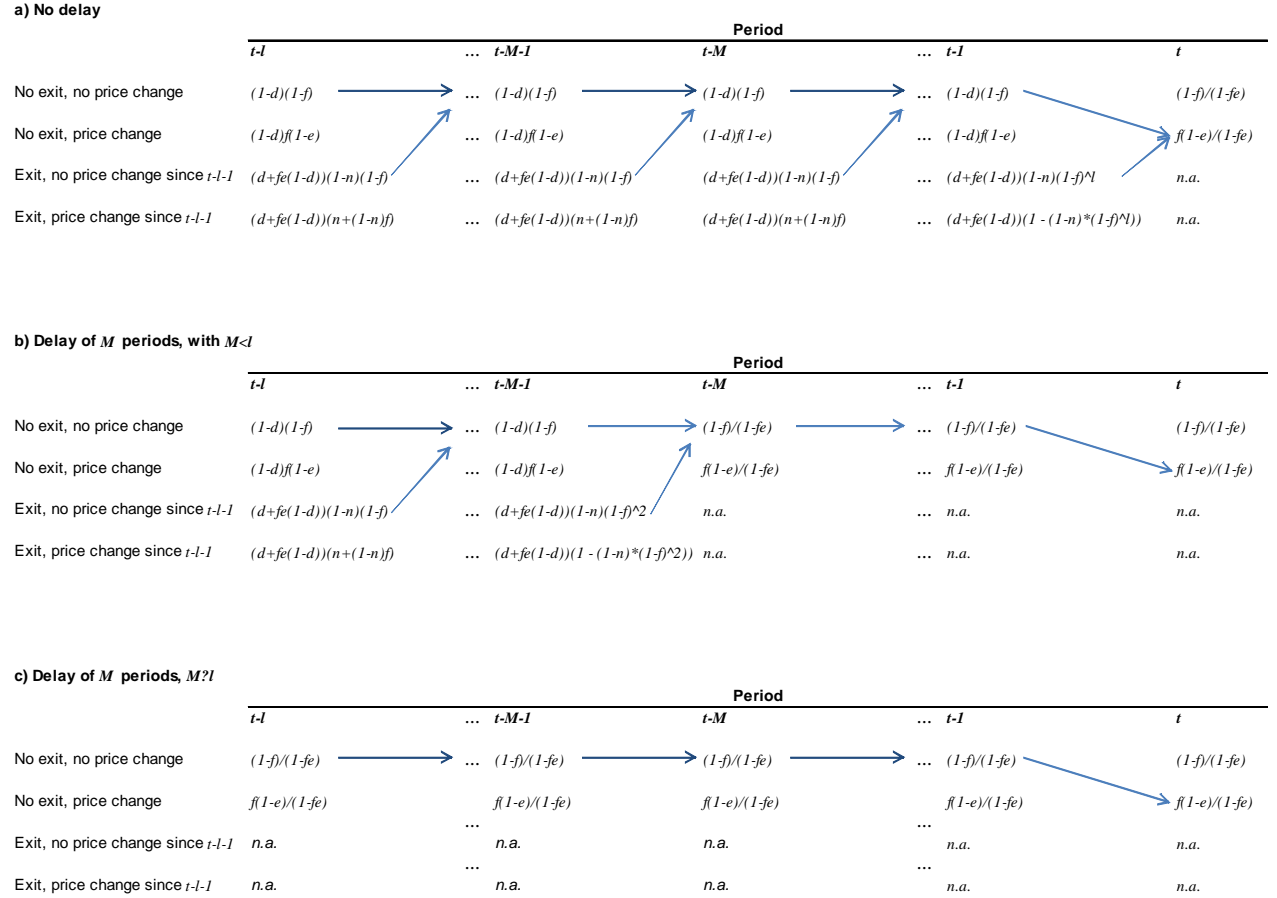 a) No delay
Period
t-l … t-M-1 t-M … t-1 t
No exit, no price change (1-d)(1-f) … (1-d)(1-f) (1-d)(1-f) … (1-d)(1-f) (1-f)/(1-fe)
No exit, price change (1-d)f(1-e) … (1-d)f(1-e) (1-d)f(1-e) … (1-d)f(1-e) f(1-e)/(1-fe)
Exit, no price change since t-l-1 (d+fe(1-d))(1-n)(1-f) … (d+fe(1-d))(1-n)(1-f) (d+fe(1-d))(1-n)(1-f) … (d+fe(1-d))(1-n)(1-f)^l n.a.
Exit, price change since t-l-1 (d+fe(1-d))(n+(1-n)f) … (d+fe(1-d))(n+(1-n)f) (d+fe(1-d))(n+(1-n)f) … (d+fe(1-d))(1 - (1-n)*(1-f)^l)) n.a.
b) Delay of M periods, with M<l
Period
t-l … t-M-1 t-M … t-1 t
No exit, no price change (1-d)(1-f) … (1-d)(1-f) (1-f)/(1-fe) … (1-f)/(1-fe) (1-f)/(1-fe)
No exit, price change (1-d)f(1-e) … (1-d)f(1-e) f(1-e)/(1-fe) … f(1-e)/(1-fe) f(1-e)/(1-fe)
Exit, no price change since t-l-1 (d+fe(1-d))(1-n)(1-f) … (d+fe(1-d))(1-n)(1-f)^2 n.a. … n.a. n.a.
Exit, price change since t-l-1 (d+fe(1-d))(n+(1-n)f) … (d+fe(1-d))(1 - (1-n)*(1-f)^2)) n.a. … n.a. n.a.
c) Delay of M periods, M?l
Period
t-l … t-M-1 t-M … t-1 t
No exit, no price change (1-f)/(1-fe) … (1-f)/(1-fe) (1-f)/(1-fe) … (1-f)/(1-fe) (1-f)/(1-fe)
No exit, price change f(1-e)/(1-fe) f(1-e)/(1-fe) f(1-e)/(1-fe) f(1-e)/(1-fe) f(1-e)/(1-fe)
… …
Exit, no price change since t-l-1 n.a. n.a. n.a. n.a. n.a.
… …
Exit, price change since t-l-1 n.a. n.a. n.a. n.a. n.a.